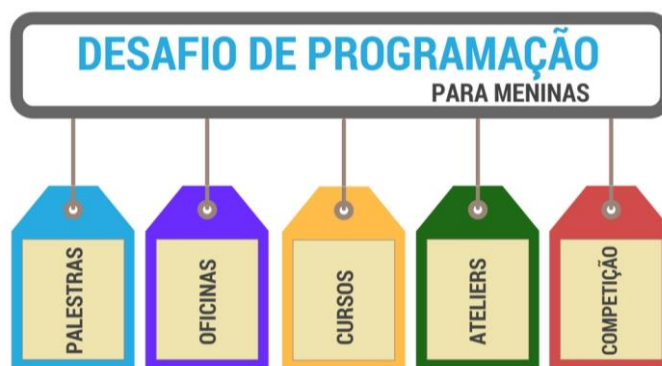 DESAFIO DE PROGRAMAÇÃO
PARA MENINAS
PALESTRAS
OFICINAS
CURSOS
ATELIERS
COMPETIÇÃO